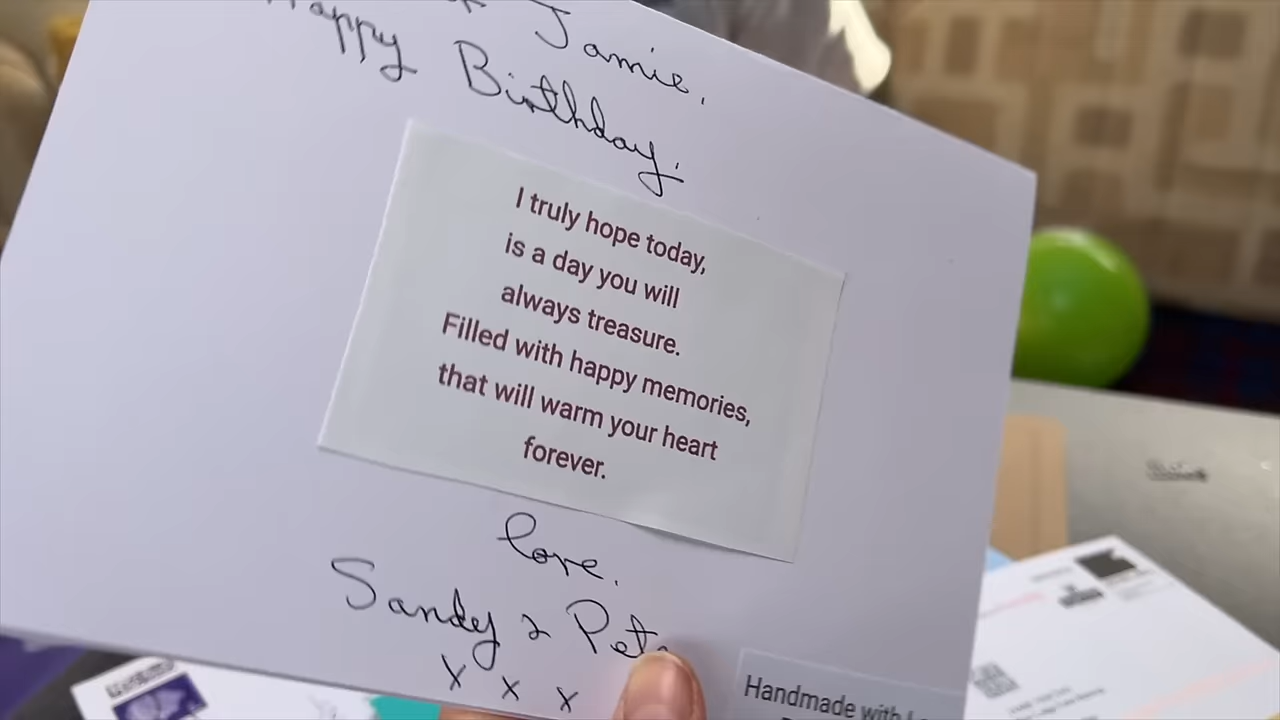 Jamie,
Happy Birthday.
I truly hope today,
is a day you will
always treasure.
Filled with happy memories,
that will warm your heart
forever.
love.
Sandy & Pete
x x x
Handmade with